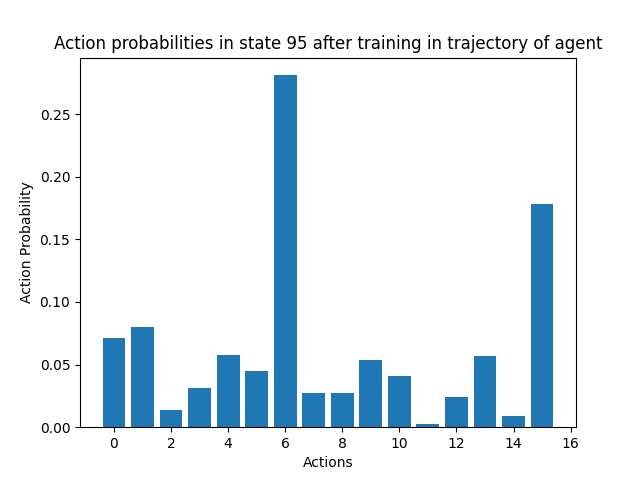 Action probabilities in state 95 after training in trajectory of agent
Action Probability
0.25
0.20
0.15
0.10
0.05
0.00
0 2 4 6 8 10 12 14 16
Actions